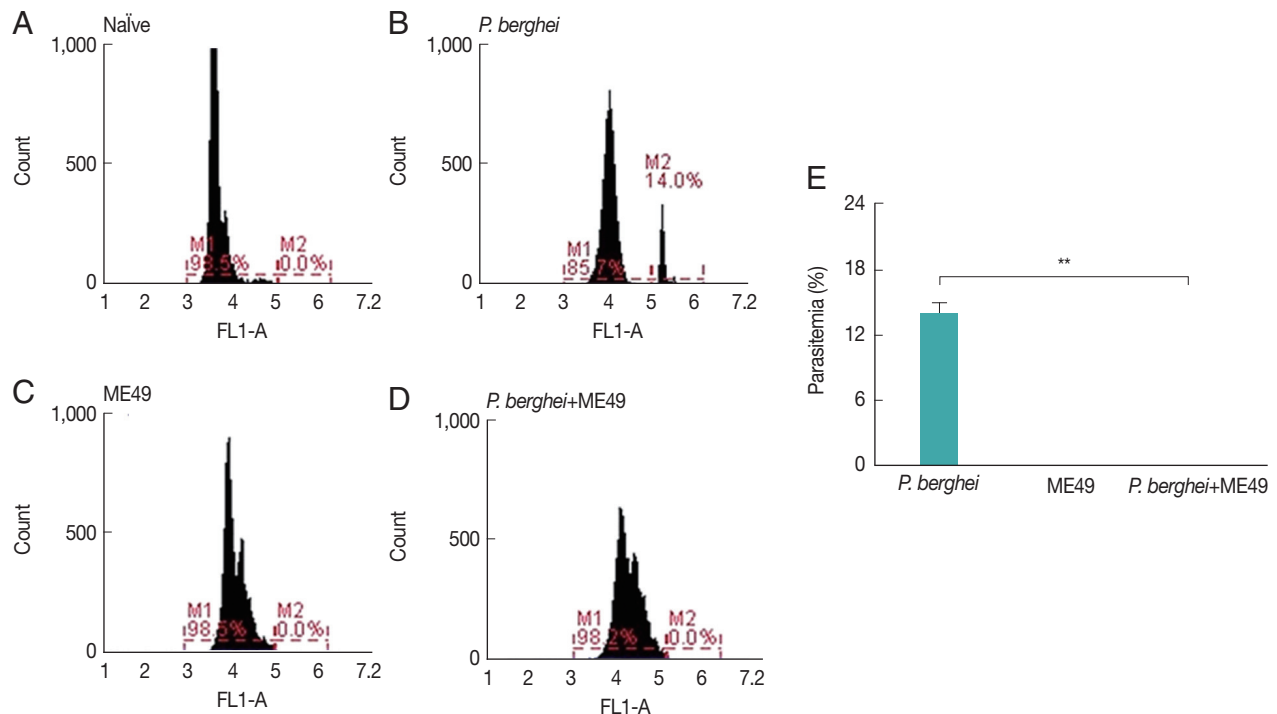 A
NaÏve
1,000
500
0
Count
M1
M2
0.0%
1 2 3 4 5 6 7.2
FL1-A
B
P. berghei
1,000
500
0
Count
M1
85.7%
M2
14.0%
1 2 3 4 5 6 7.2
FL1-A
C
ME49
1,000
500
0
Count
M1
98.5%
M2
0.0%
1 2 3 4 5 6 7.2
FL1-A
D
P. berghei+ME49
1,000
500
0
Count
M1
98.2%
M2
0.0%
1 2 3 4 5 6 7.2
FL1-A
E
24
18
12
6
0
Parasitemia (%)
**
P. berghei
ME49
P. berghei+ME49